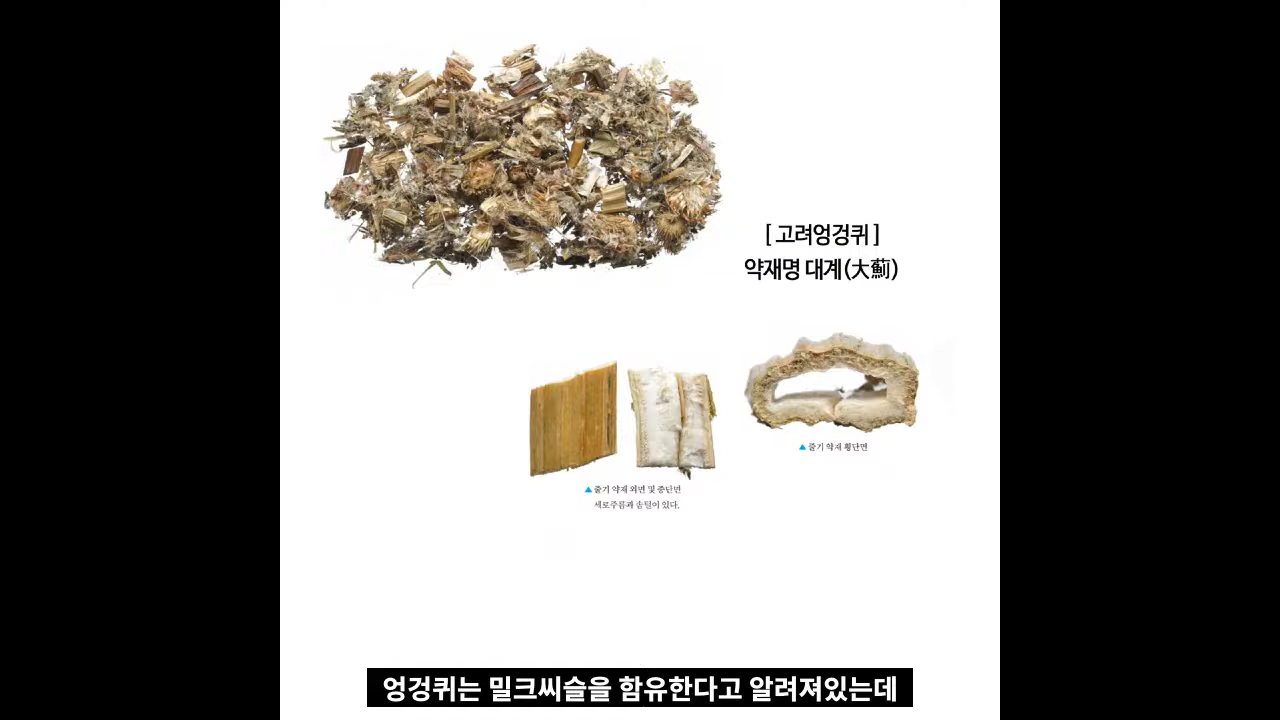 [ 고려엉겅퀴 ]
약재명 대계(大薊)
▲ 줄기 약재 횡단면
▲ 줄기 약재 외면 및 종단면
세로주름과 솜털이 있다.
엉겅퀴는 밀크씨슬을 함유한다고 알려져있는데